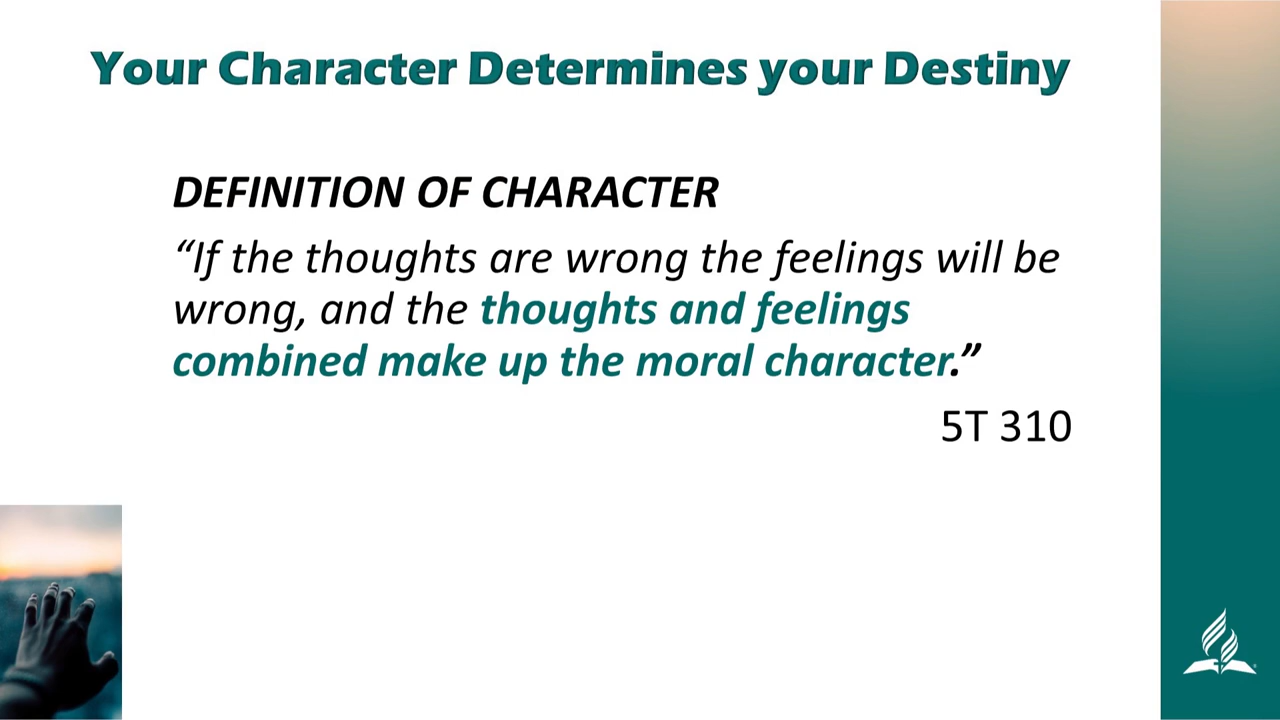 Your Character Determines your Destiny
DEFINITION OF CHARACTER
“If the thoughts are wrong the feelings will be
wrong, and the thoughts and feelings
combined make up the moral character.”
5T 310